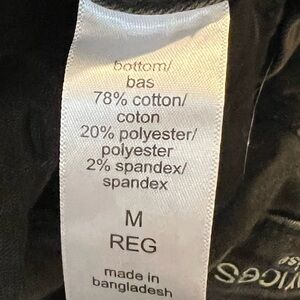 bottom/
bas
78% cotton/
coton
20% polyester/
polyester
2% spandex/
spandex
M
REG
made in
bangladesh